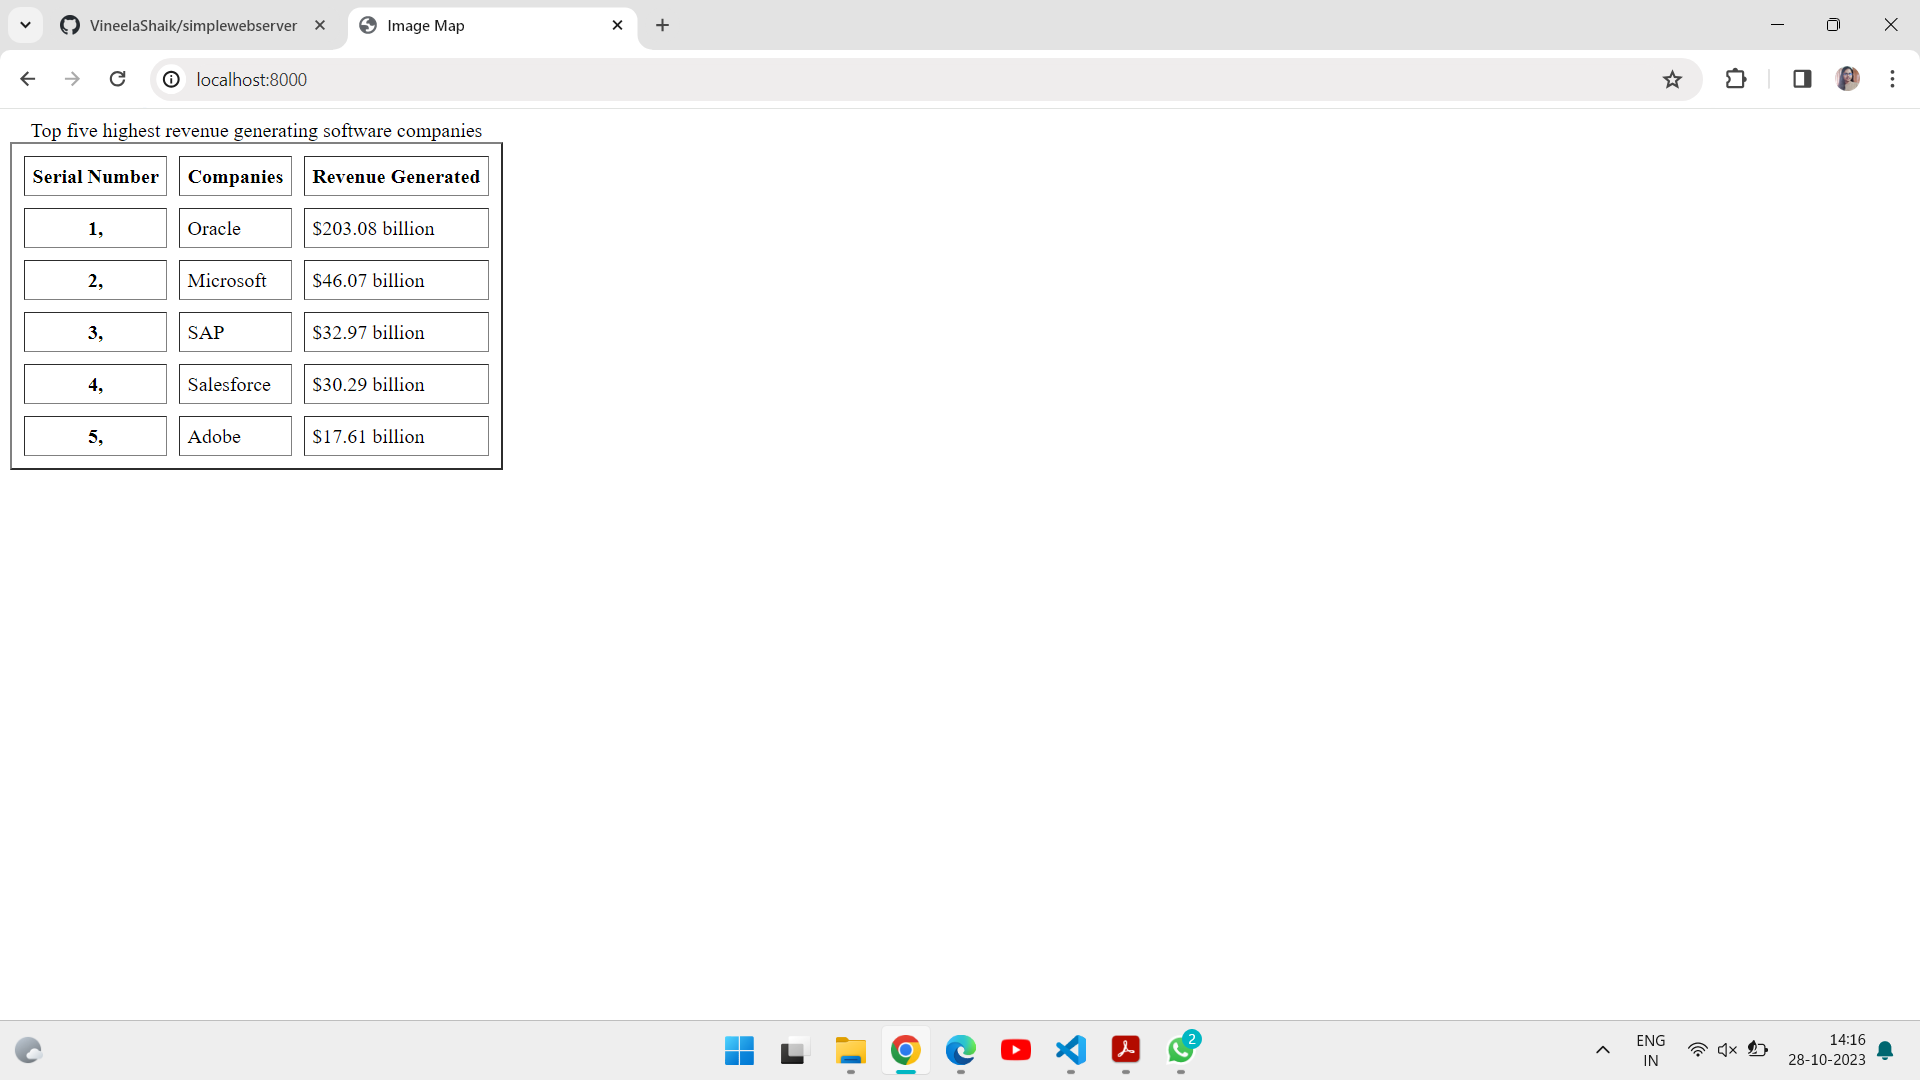 VineelaShaik/simplewebserver
Image Map
localhost:8000
Top five highest revenue generating software companies
Serial Number Companies Revenue Generated
1, Oracle $203.08 billion
2, Microsoft $46.07 billion
3, SAP $32.97 billion
4, Salesforce $30.29 billion
5, Adobe $17.61 billion
2
ENG
IN
14:16
28-10-2023